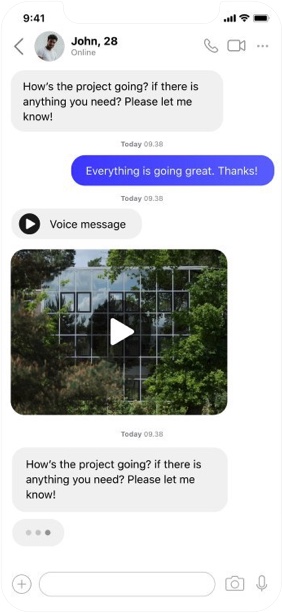 9:41
John, 28
Online
How's the project going? if there is
anything you need? Please let me
know!
Today 09.38
Everything is going great. Thanks!
Today 09.38
Voice message
Today 09.38
How's the project going? if there is
anything you need? Please let me
know!